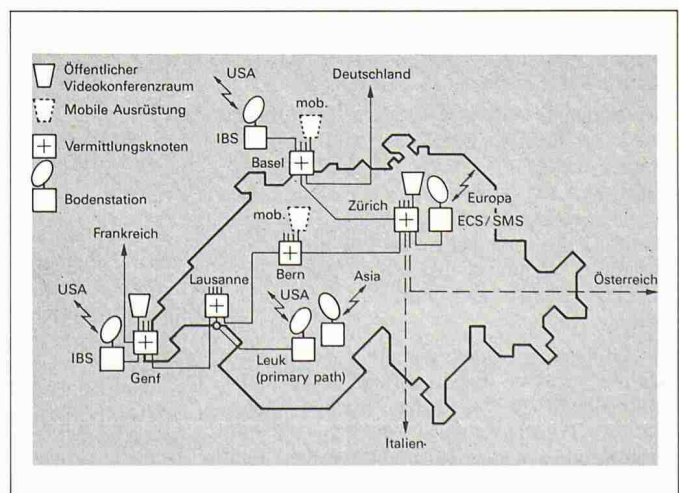 Öffentlicher
Videokonferenzraum
Mobile Ausrüstung
Vermittlungsknoten
Bodenstation
USA
Deutschland
mob.
IBS
Basel
Zürich
Europa
ECS/SMS
mob.
Bern
Frankreich
Lausanne
USA
USA
Asia
Österreich
IBS
Genf
Leuk
(primary path)
Italien